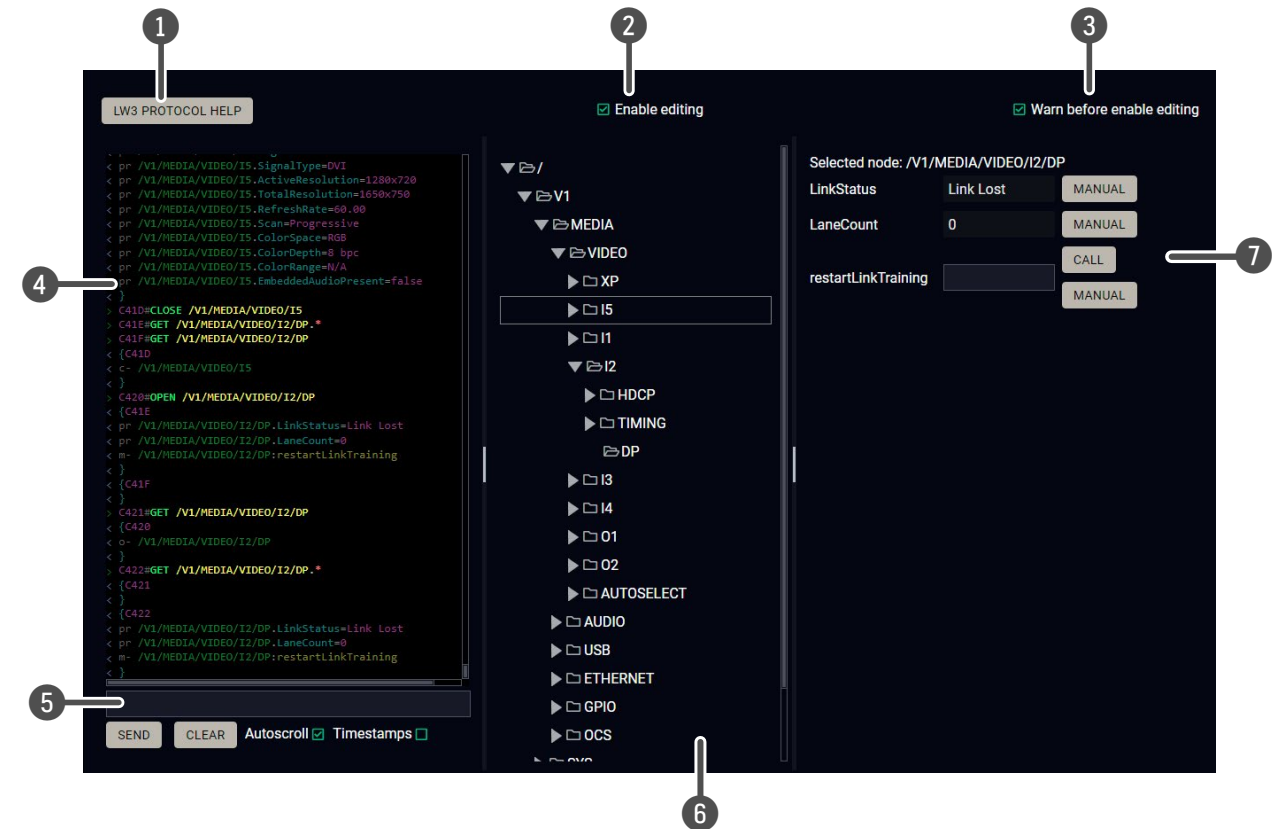 1
2
3
LW3 PROTOCOL HELP
Enable editing
Warn before enable editing
< pr /V1/MEDIA/VIDEO/I5.SignalType=DVI
< pr /V1/MEDIA/VIDEO/I5.ActiveResolution=1280x720
< pr /V1/MEDIA/VIDEO/I5.TotalResolution=1650x750
< pr /V1/MEDIA/VIDEO/I5.RefreshRate=60.00
< pr /V1/MEDIA/VIDEO/I5.Scan=Progressive
< pr /V1/MEDIA/VIDEO/I5.ColorSpace=RGB
< pr /V1/MEDIA/VIDEO/I5.ColorDepth=8 bpc
< pr /V1/MEDIA/VIDEO/I5.ColorRange=N/A
pr /V1/MEDIA/VIDEO/I5.EmbeddedAudioPresent=false
< }
> C41D#CLOSE /V1/MEDIA/VIDEO/I5
> C41E#GET /V1/MEDIA/VIDEO/I2/DP.*
> C41F#GET /V1/MEDIA/VIDEO/I2/DP
< {C41D
< c- /V1/MEDIA/VIDEO/I5
< }
> C420#OPEN /V1/MEDIA/VIDEO/I2/DP
< {C41E
< pr /V1/MEDIA/VIDEO/I2/DP.LinkStatus=Link Lost
< pr /V1/MEDIA/VIDEO/I2/DP.LaneCount=0
< m- /V1/MEDIA/VIDEO/I2/DP:restartLinkTraining
< }
< {C41F
< }
> C421#GET /V1/MEDIA/VIDEO/I2/DP
< {C420
< o- /V1/MEDIA/VIDEO/I2/DP
< }
> C422#GET /V1/MEDIA/VIDEO/I2/DP.*
< {C421
< }
< {C422
< pr /V1/MEDIA/VIDEO/I2/DP.LinkStatus=Link Lost
< pr /V1/MEDIA/VIDEO/I2/DP.LaneCount=0
< m- /V1/MEDIA/VIDEO/I2/DP:restartLinkTraining
< }
4
5
SEND
CLEAR
Autoscroll
Timestamps
/
V1
MEDIA
VIDEO
XP
I5
I1
I2
HDCP
TIMING
DP
I3
I4
O1
O2
AUTOSELECT
AUDIO
USB
ETHERNET
GPIO
OCS
6
Selected node: /V1/MEDIA/VIDEO/I2/DP
LinkStatus Link Lost MANUAL
LaneCount 0 MANUAL
CALL
restartLinkTraining
MANUAL
7